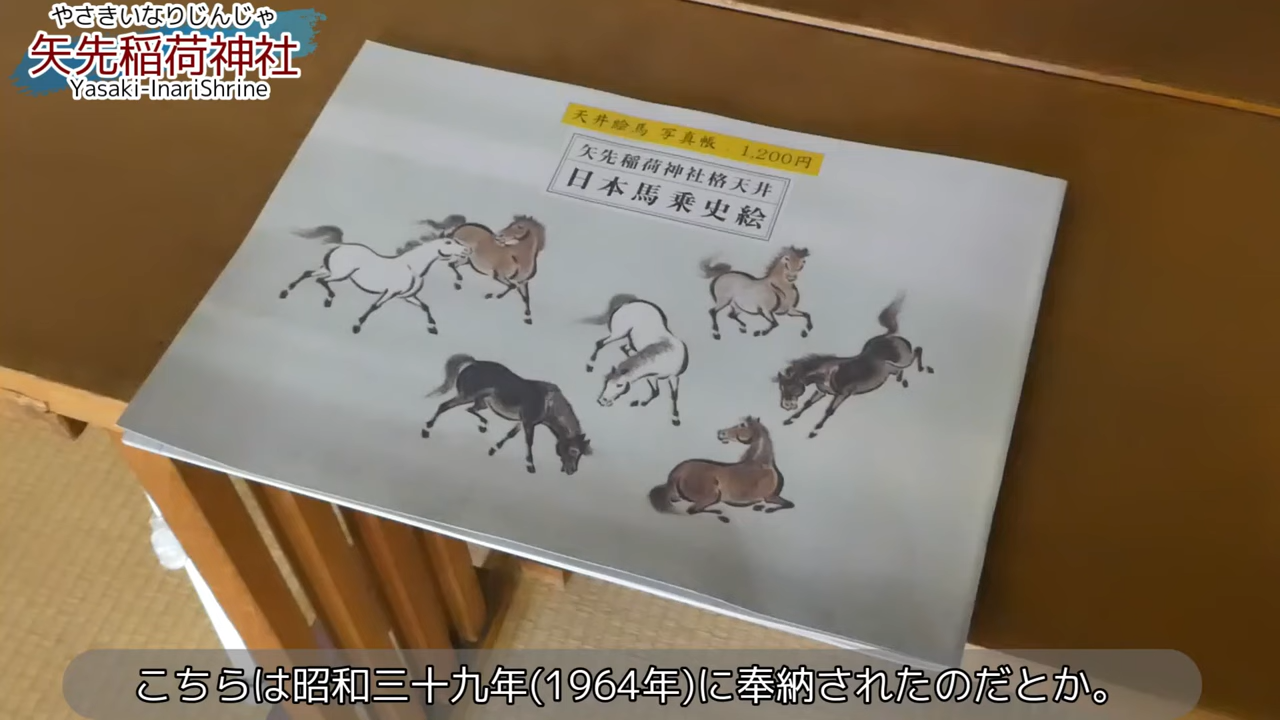 やさきいなりじんじゃ
矢先稲荷神社
Yasaki-InariShrine
天井絵馬 写真帳 1,200円
矢先稲荷神社格天井
日本馬乗史絵
こちらは昭和三十九年(1964年)に奉納されたのだとか。